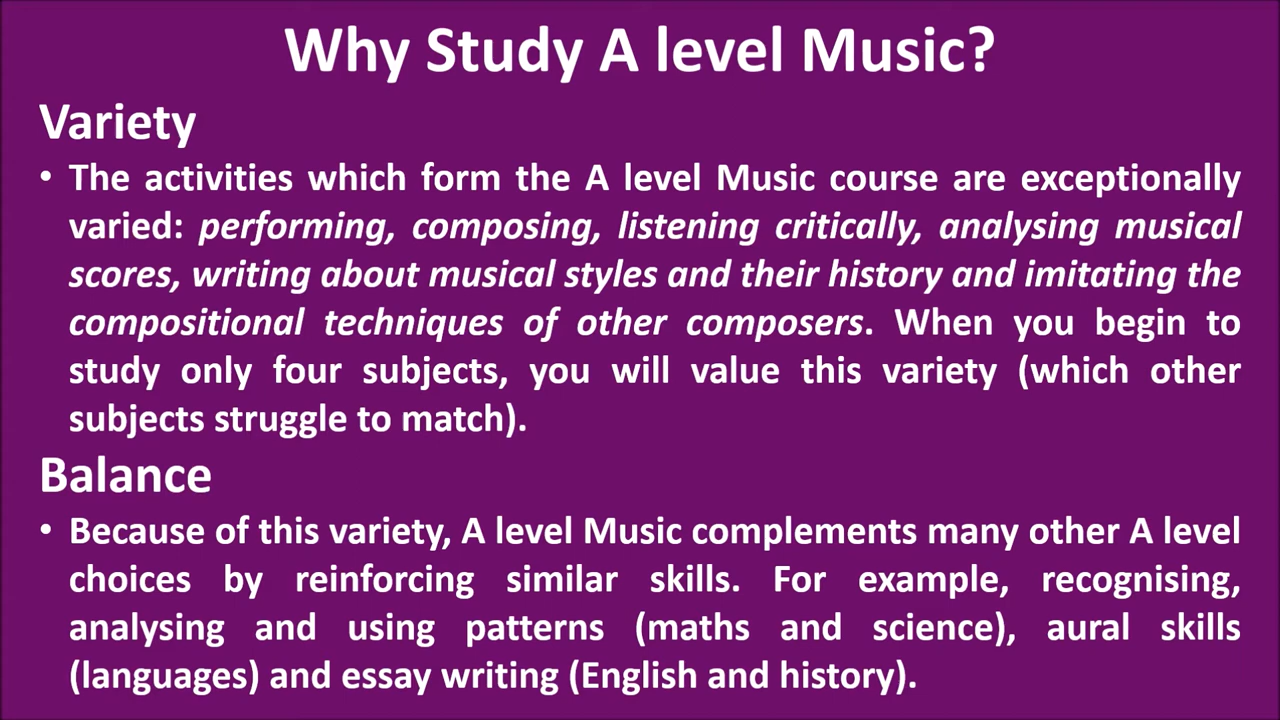 Why Study A level Music?
Variety
• The activities which form the A level Music course are exceptionally
varied: performing, composing, listening critically, analysing musical
scores, writing about musical styles and their history and imitating the
compositional techniques of other composers. When you begin to
study only four subjects, you will value this variety (which other
subjects struggle to match).
Balance
• Because of this variety, A level Music complements many other A level
choices by reinforcing similar skills. For example, recognising,
analysing and using patterns (maths and science), aural skills
(languages) and essay writing (English and history).